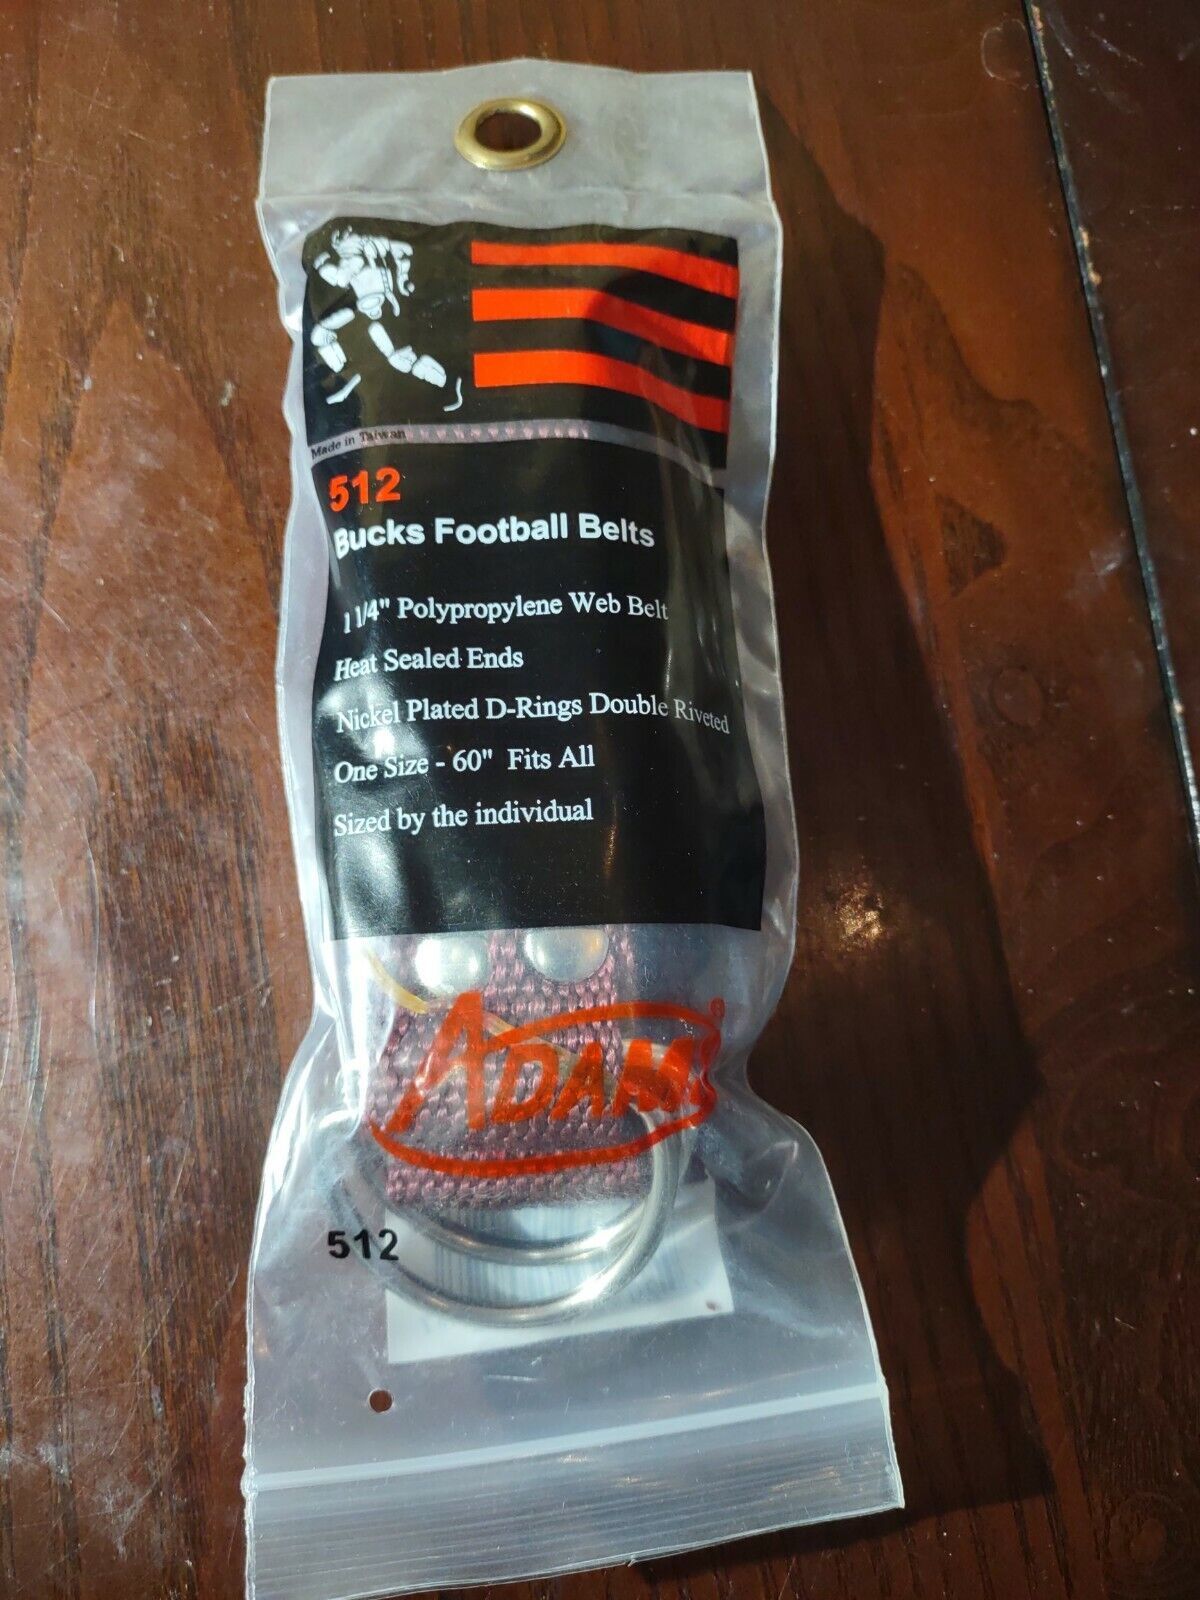 Made in Taiwan
512
Bucks Football Belts
1 1/4" Polypropylene Web Belt
Heat Sealed Ends
Nickel Plated D-Rings Double Riveted
One Size - 60" Fits All
Sized by the individual
ADAMS®
512